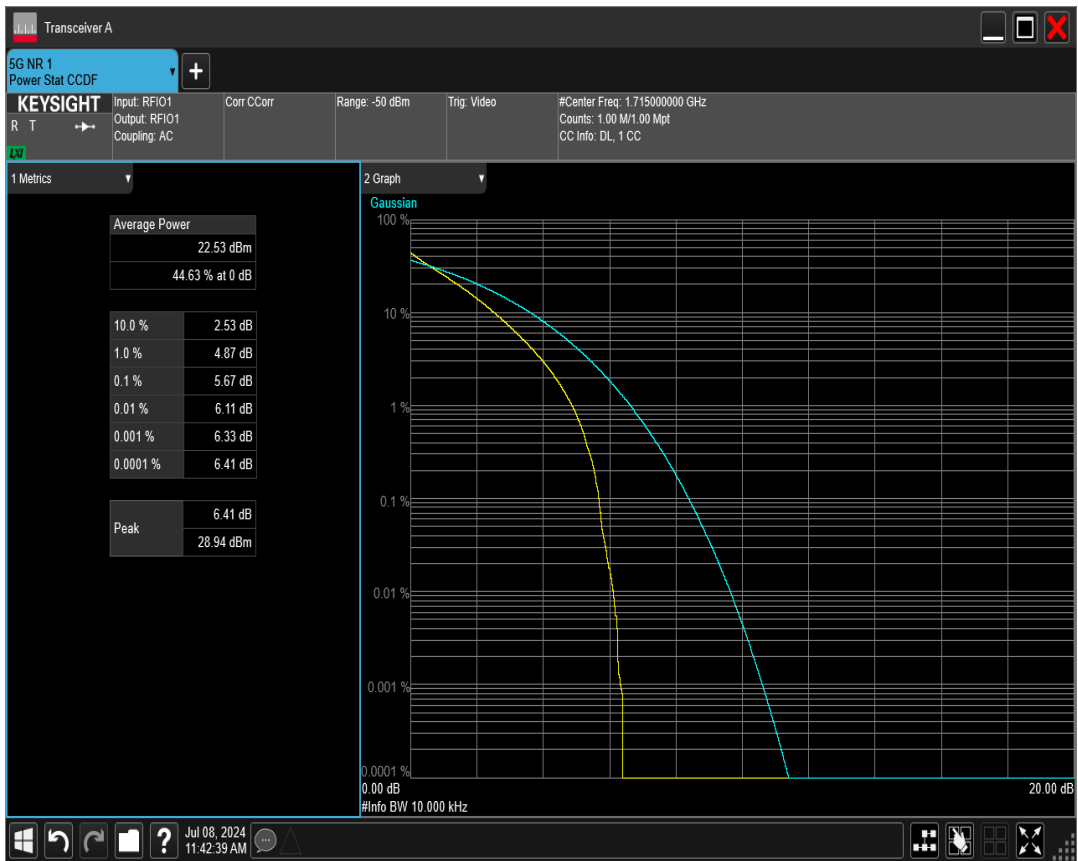 Transceiver A
5G NR 1
Power Stat CCDF
KEYSIGHT
R T
LXI
Input: RFIO1
Output: RFIO1
Coupling: AC
Corr CCorr
Range: -50 dBm
Trig: Video
#Center Freq: 1.715000000 GHz
Counts: 1.00 M/1.00 Mpt
CC Info: DL, 1 CC
1 Metrics
Average Power
22.53 dBm
44.63 % at 0 dB
10.0 % 2.53 dB
1.0 % 4.87 dB
0.1 % 5.67 dB
0.01 % 6.11 dB
0.001 % 6.33 dB
0.0001 % 6.41 dB
Peak
6.41 dB
28.94 dBm
2 Graph
Gaussian
100 %
10 %
1 %
0.1 %
0.01 %
0.001 %
0.0001 %
0.00 dB 20.00 dB
#Info BW 10.000 kHz
?
Jul 08, 2024
11:42:39 AM